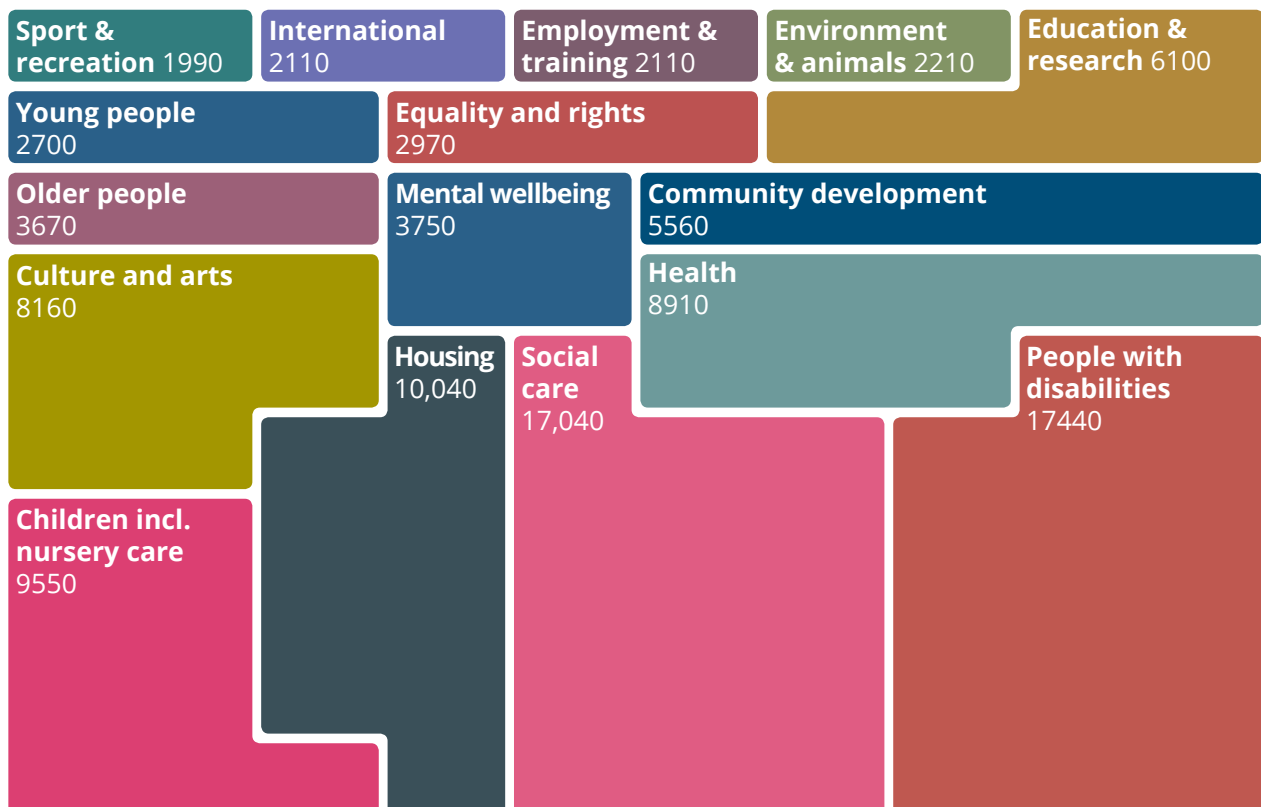 Sport &
recreation 1990
International
2110
Employment &
training 2110
Environment
& animals 2210
Education &
research 6100
Young people
2700
Equality and rights
2970
Older people
3670
Mental wellbeing
3750
Community development
5560
Culture and arts
8160
Health
8910
Housing
10,040
Social
care
17,040
People with
disabilities
17440
Children incl.
nursery care
9550